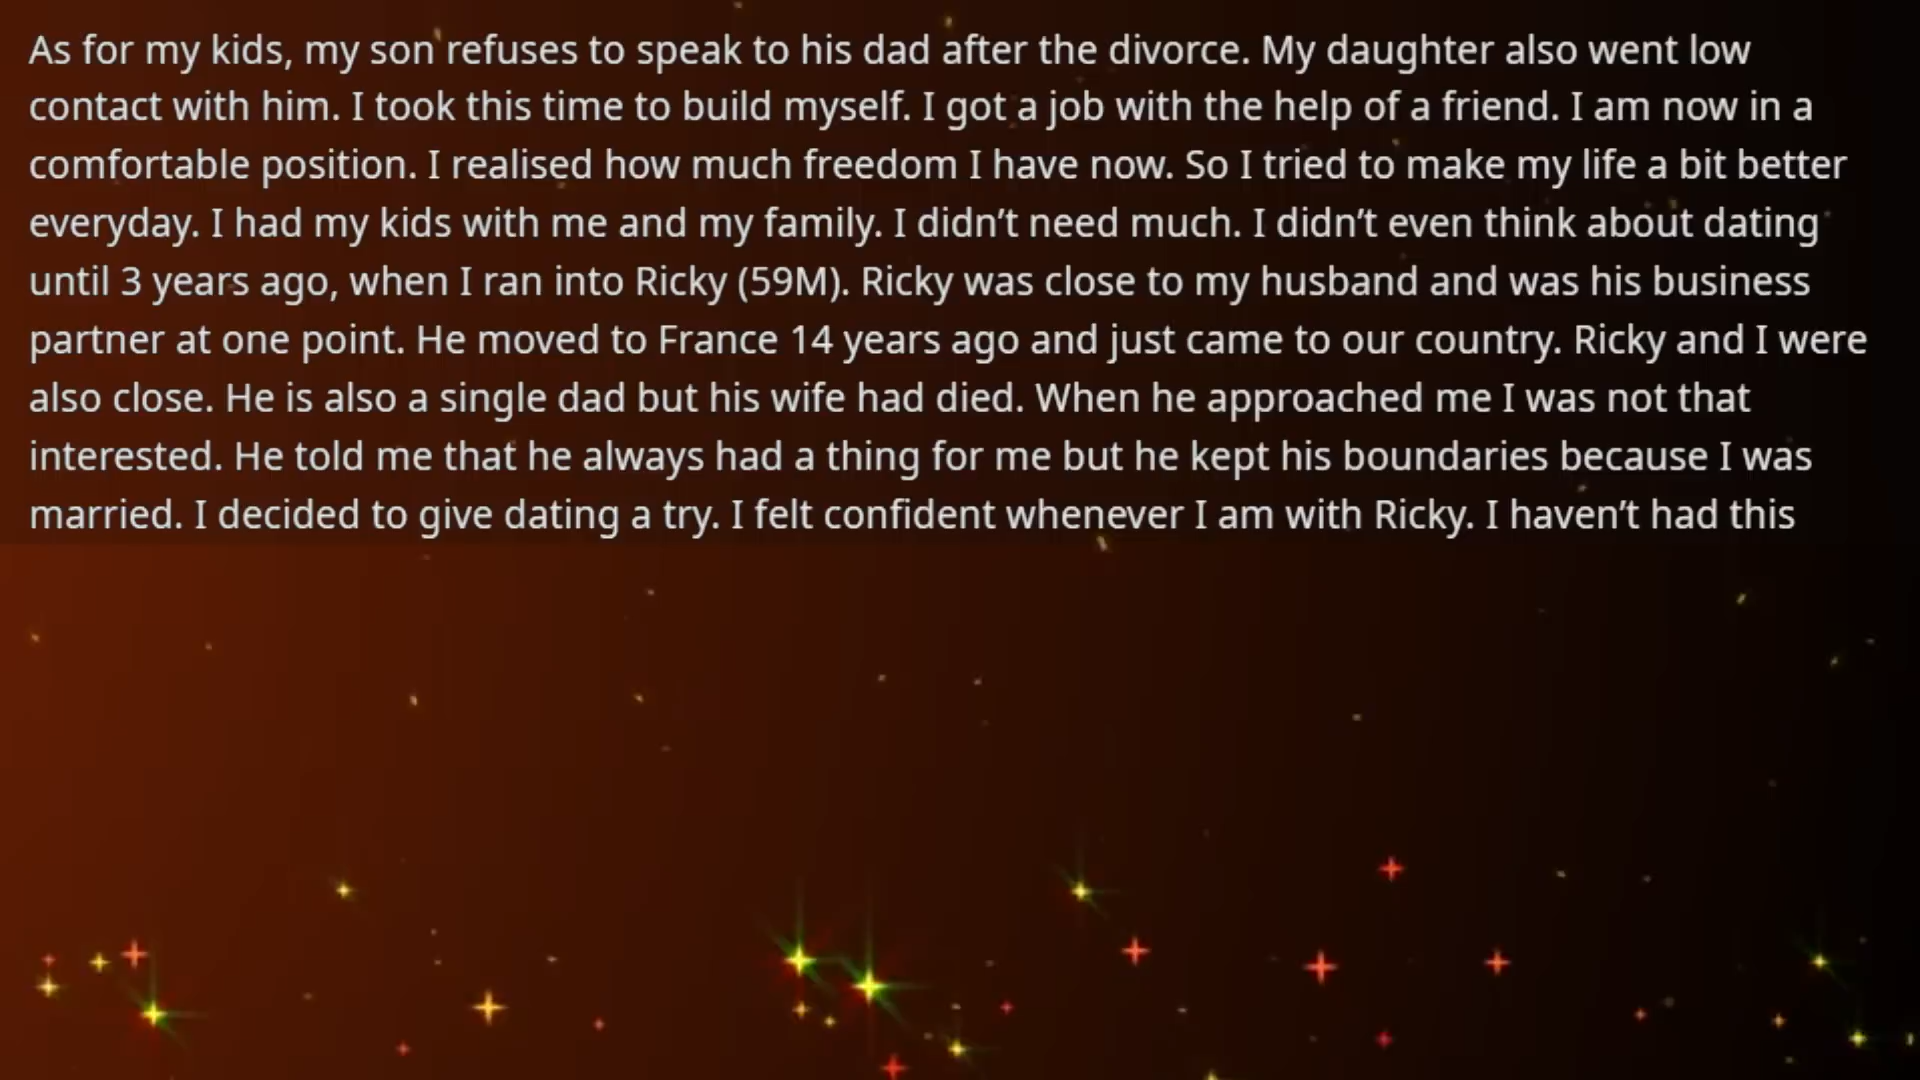 As for my kids, my son refuses to speak to his dad after the divorce. My daughter also went low
contact with him. I took this time to build myself. I got a job with the help of a friend. I am now in a
comfortable position. I realised how much freedom I have now. So I tried to make my life a bit better
everyday. I had my kids with me and my family. I didn’t need much. I didn’t even think about dating
until 3 years ago, when I ran into Ricky (59M). Ricky was close to my husband and was his business
partner at one point. He moved to France 14 years ago and just came to our country. Ricky and I were
also close. He is also a single dad but his wife had died. When he approached me I was not that
interested. He told me that he always had a thing for me but he kept his boundaries because I was
married. I decided to give dating a try. I felt confident whenever I am with Ricky. I haven’t had this